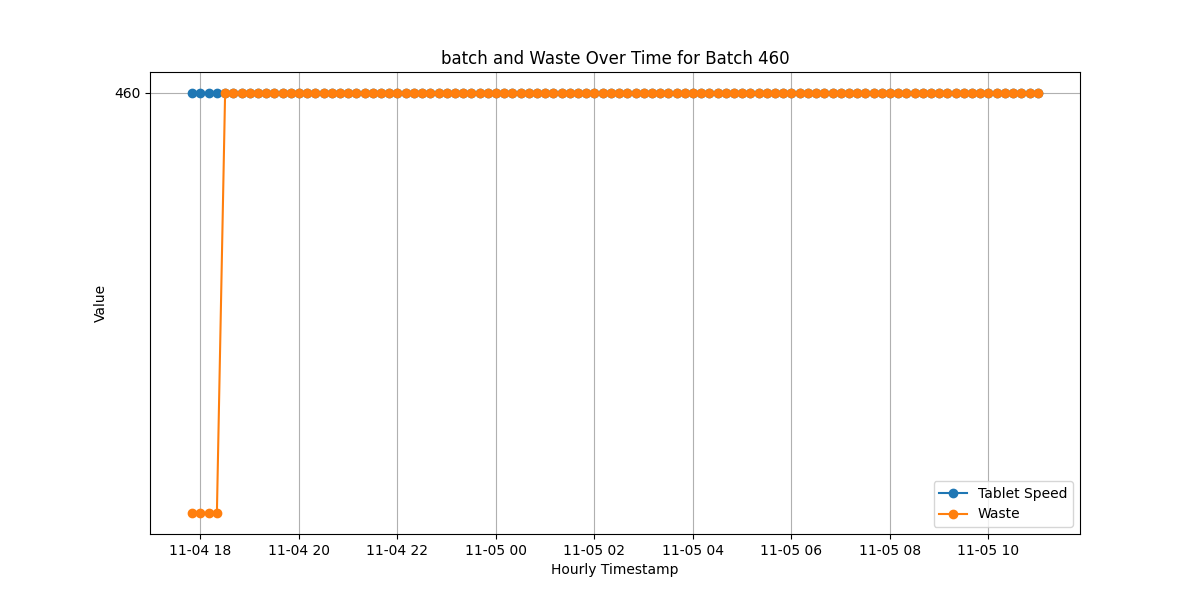 batch and Waste Over Time for Batch 460
460
Value
Tablet Speed
Waste
11-04 18 11-04 20 11-04 22 11-05 00 11-05 02 11-05 04 11-05 06 11-05 08 11-05 10
Hourly Timestamp